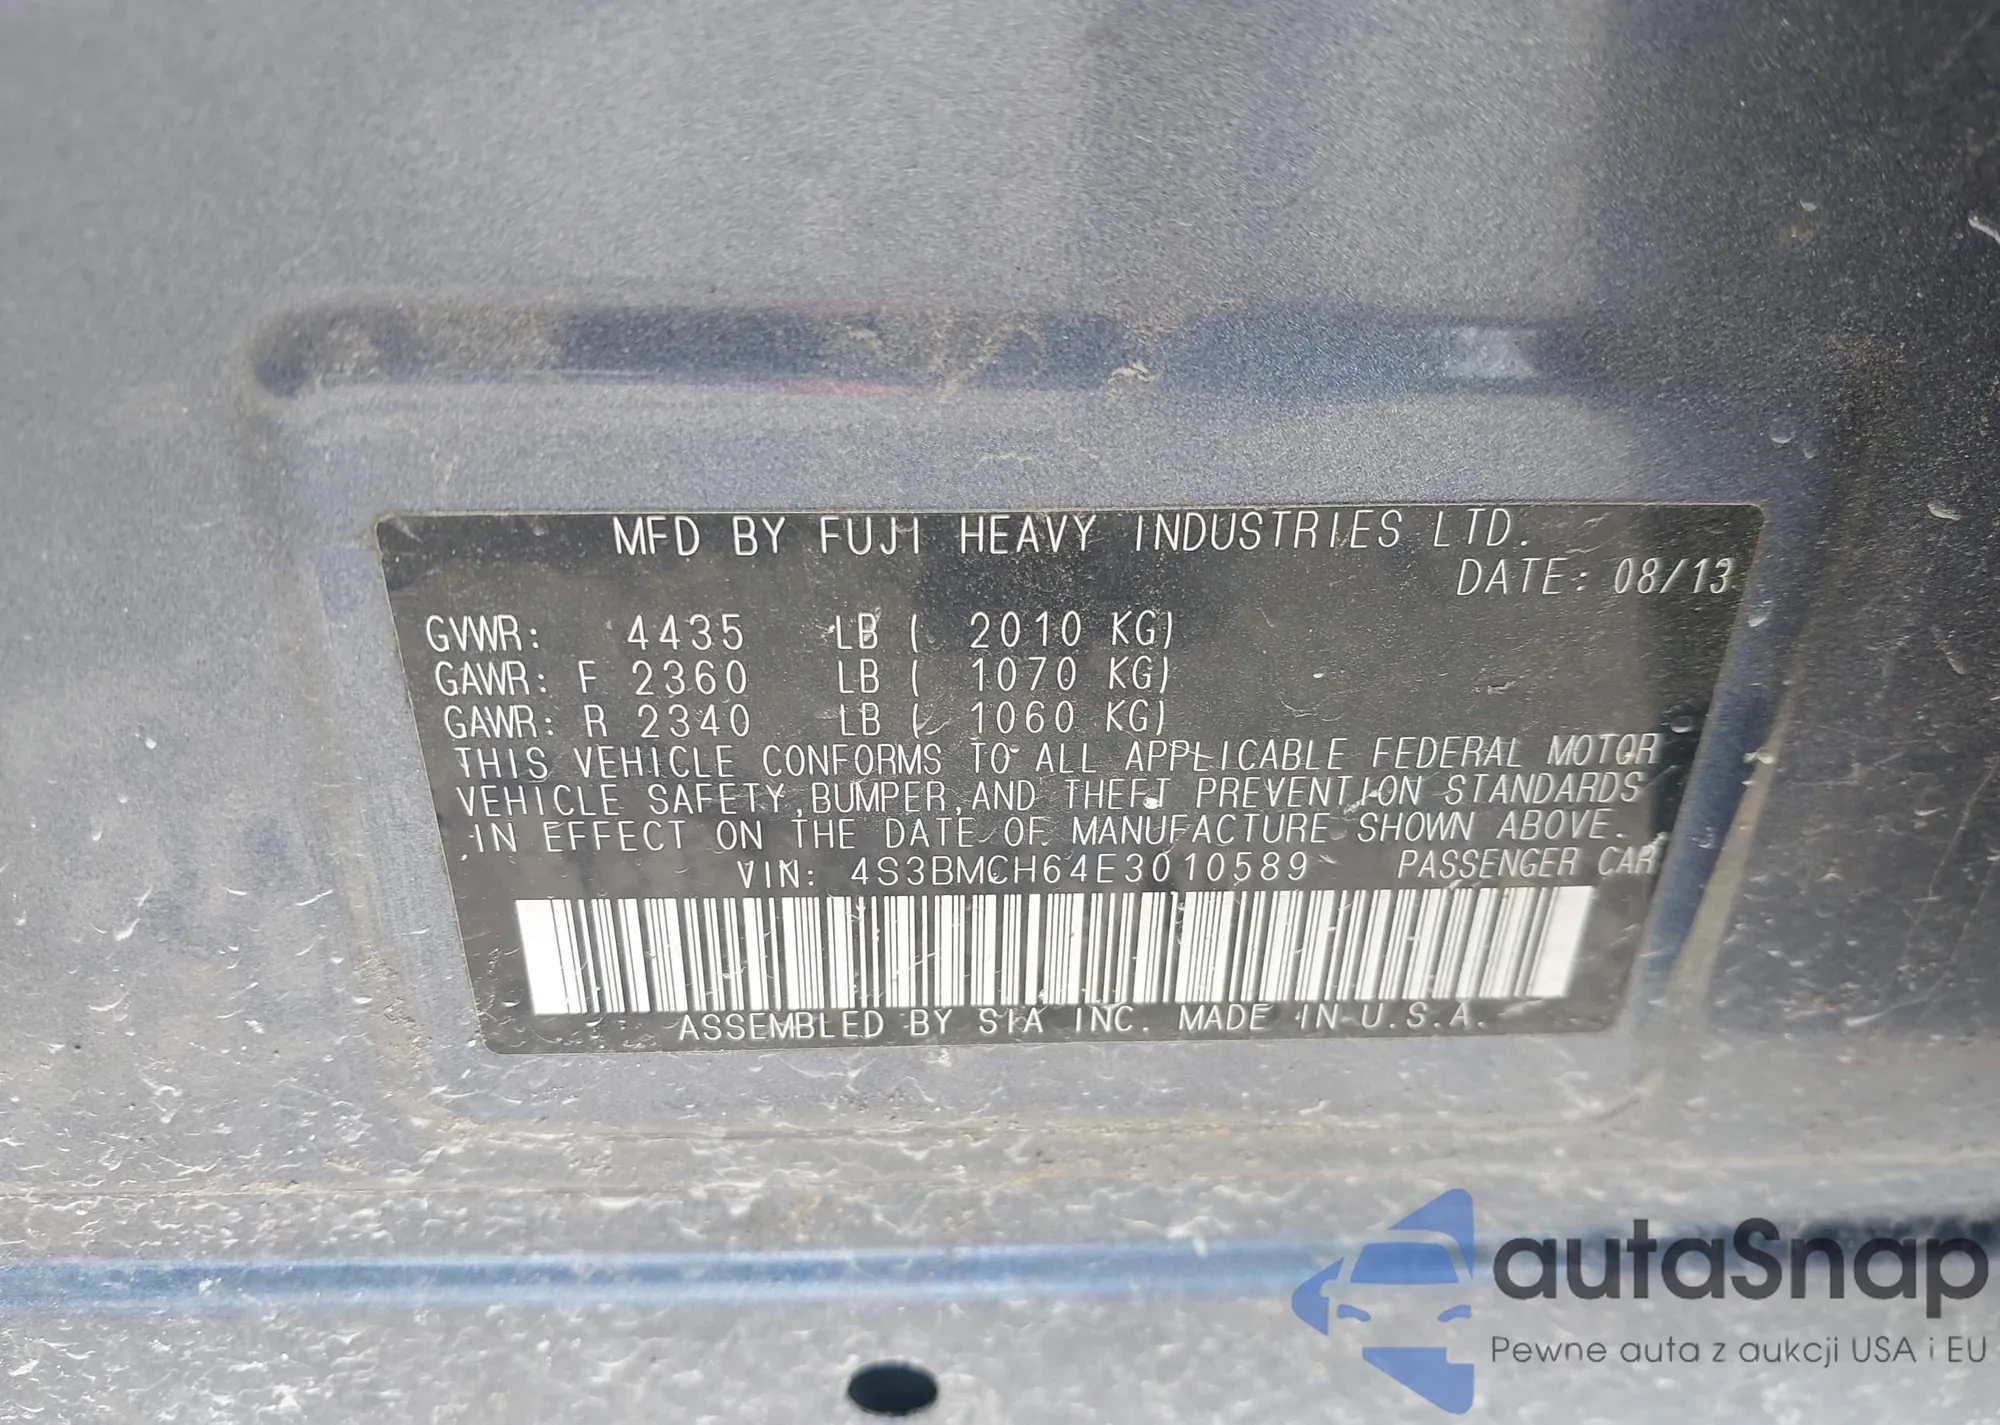 MFD BY FUJI HEAVY INDUSTRIES LTD.
DATE: 08/13
GVWR: 4435 LB ( 2010 KG)
GAWR: F 2360 LB ( 1070 KG)
GAWR: R 2340 LB ( 1060 KG)
THIS VEHICLE CONFORMS TO ALL APPLICABLE FEDERAL MOTOR
VEHICLE SAFETY,BUMPER,AND THEFT PREVENTION STANDARDS
IN EFFECT ON THE DATE OF MANUFACTURE SHOWN ABOVE.
VIN: 4S3BMCH64E3010589 PASSENGER CAR
ASSEMBLED BY SIA INC. MADE IN U.S.A.
autaSnap
Pewne auta z aukcji USA i EU